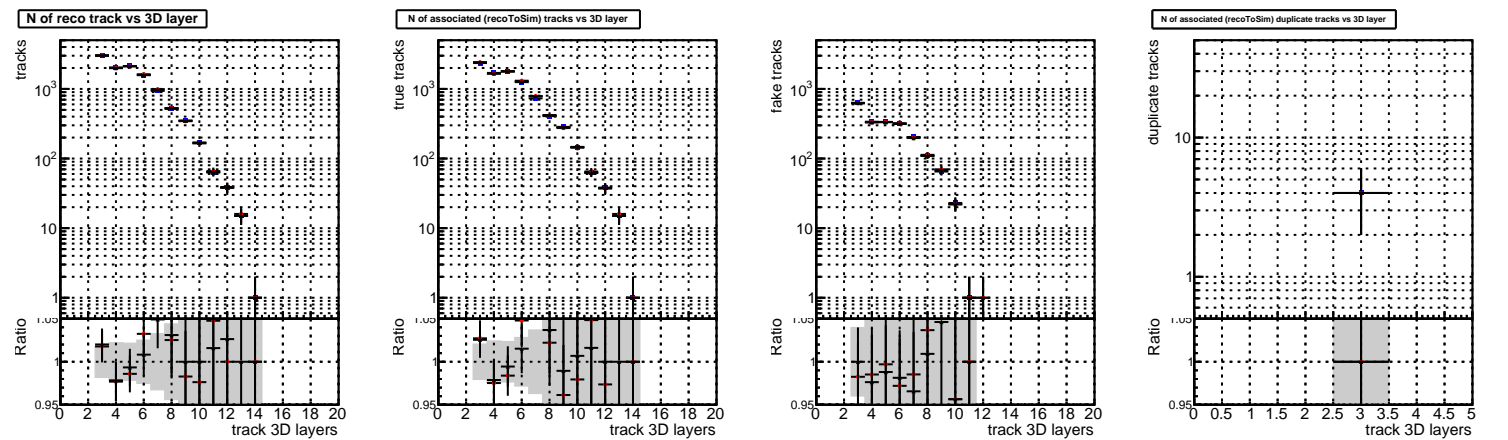 N of reco track vs 3D layer
tracks
10³
10²
10
1
Ratio
1.05
1
0.95
0 2 4 6 8 10 12 14 16 18 20
track 3D layers
N of associated (recoToSim) tracks vs 3D layer
true tracks
10³
10²
10
1
Ratio
1.05
1
0.95
0 2 4 6 8 10 12 14 16 18 20
track 3D layers
fake tracks
10³
10²
10
1
Ratio
1.05
1
0.95
0 2 4 6 8 10 12 14 16 18 20
track 3D layers
N of associated (recoToSim) duplicate tracks vs 3D layer
duplicate tracks
10
1
Ratio
1.05
1
0.95
0 0.5 1 1.5 2 2.5 3 3.5 4 4.5 5
track 3D layers